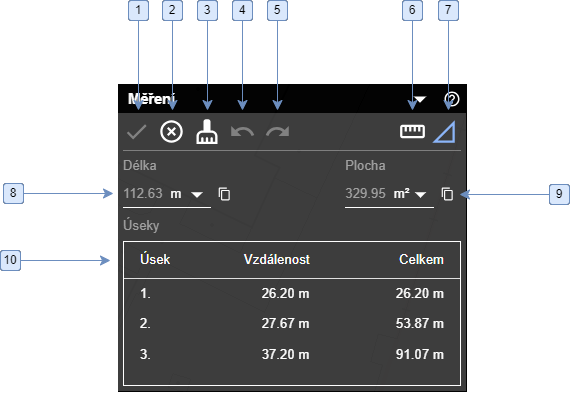 1 2 3 4 5 6 7
Měření
Délka Plocha
8 112.63 m 329.95 m² 9
Úseky
10 Úsek Vzdálenost Celkem
1. 26.20 m 26.20 m
2. 27.67 m 53.87 m
3. 37.20 m 91.07 m